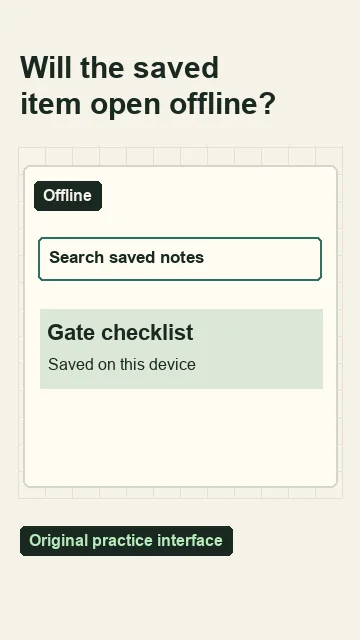 Will the saved
item open offline?
Offline
Search saved notes
Gate checklist
Saved on this device
Original practice interface